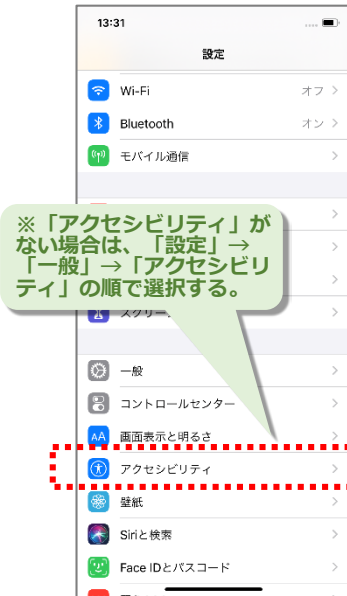 13:31
設定
Wi-Fi
オフ
Bluetooth
オン
モバイル通信
※「アクセシビリティ」が
ない場合は、「設定」→
「一般」→「アクセシビリ
ティ」の順で選択する。
一般
コントロールセンター
AA
画面表示と明るさ
アクセシビリティ
壁紙
Siriと検索
Face IDとパスコード